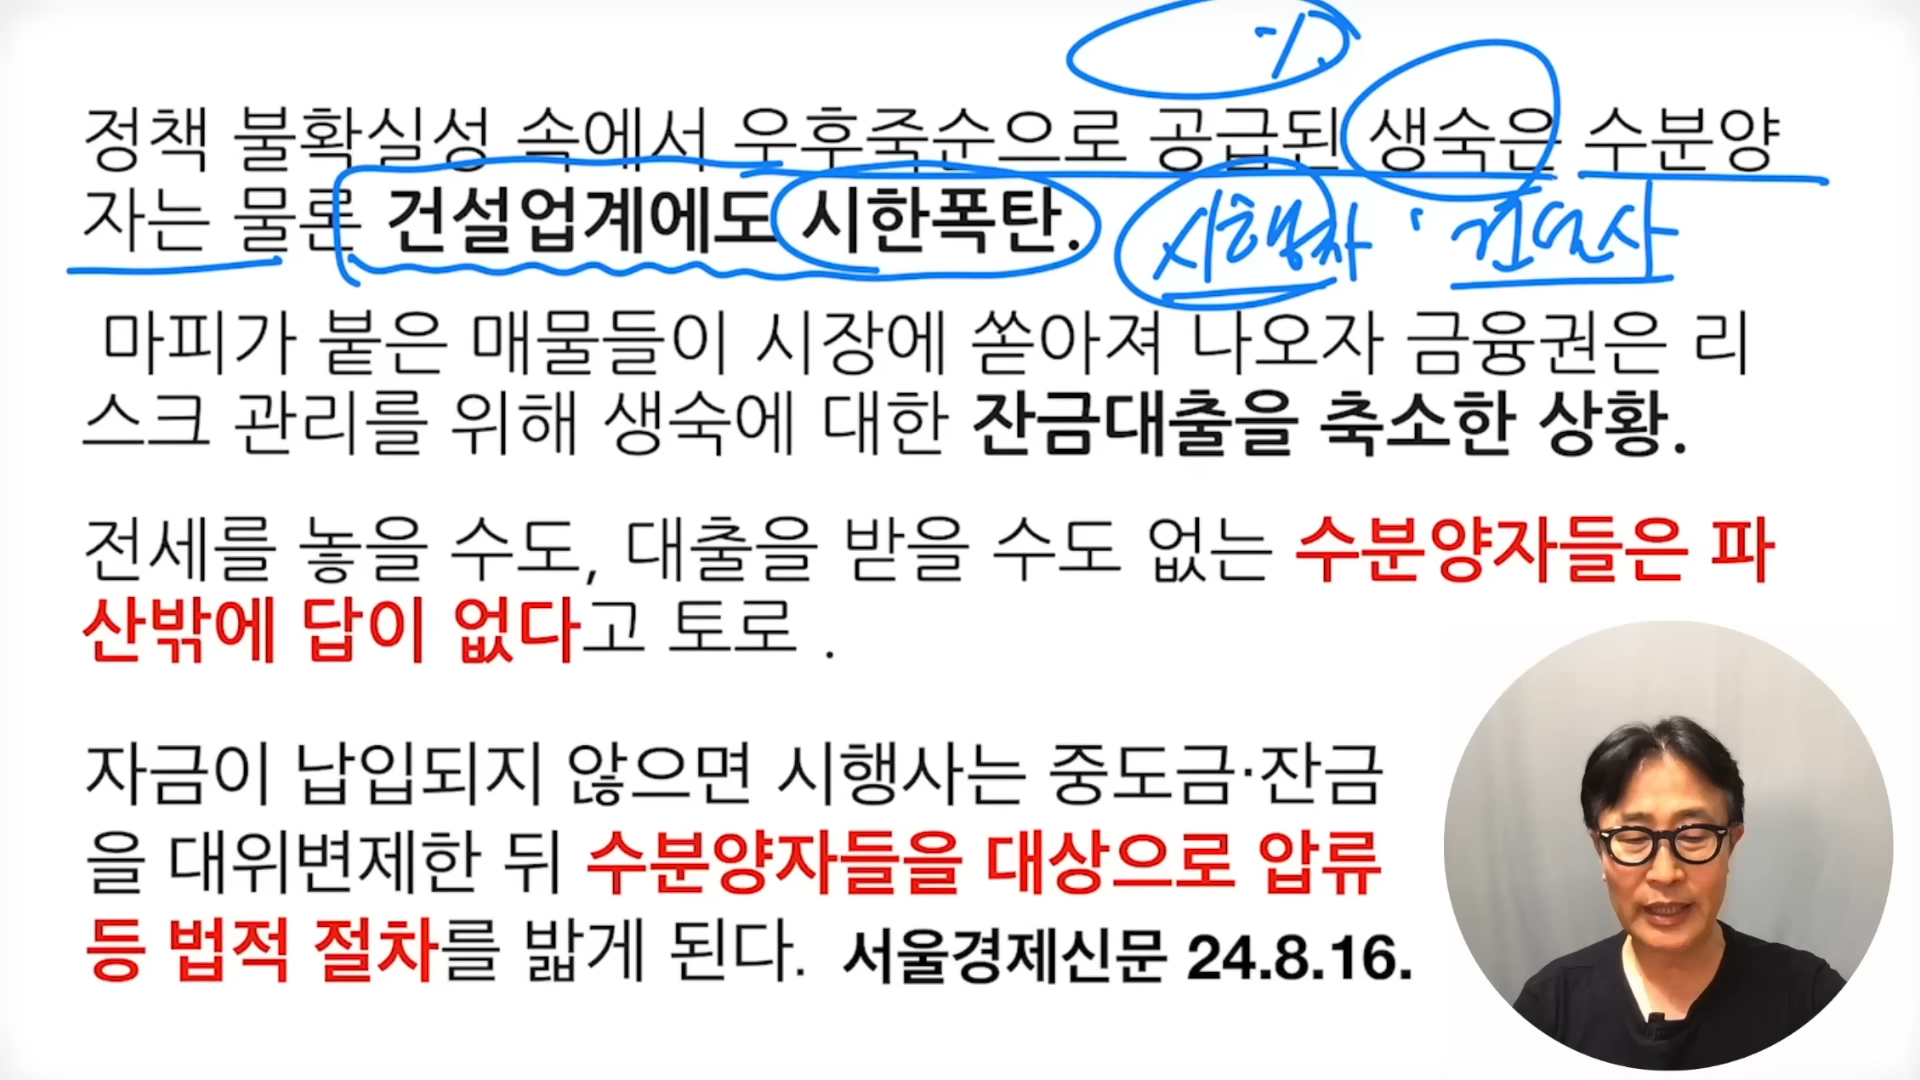 정책 불확실성 속에서 우후죽순으로 공급된 생숙은 수분양
자는 물론 건설업계에도 시한폭탄.
시행자 · 건설사
마피가 붙은 매물들이 시장에 쏟아져 나오자 금융권은 리
스크 관리를 위해 생숙에 대한 잔금대출을 축소한 상황.
전세를 놓을 수도, 대출을 받을 수도 없는 수분양자들은 파
산밖에 답이 없다고 토로 .
자금이 납입되지 않으면 시행사는 중도금·잔금
을 대위변제한 뒤 수분양자들을 대상으로 압류
등 법적 절차를 밟게 된다. 서울경제신문 24.8.16.